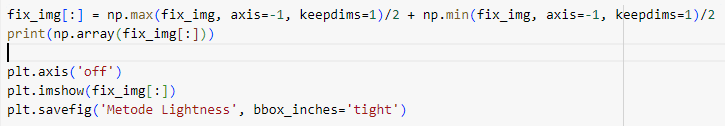 fix_img[:] = np.max(fix_img, axis=-1, keepdims=1)/2 + np.min(fix_img, axis=-1, keepdims=1)/2
print(np.array(fix_img[:]))
plt.axis('off')
plt.imshow(fix_img[:])
plt.savefig('Metode Lightness', bbox_inches='tight')